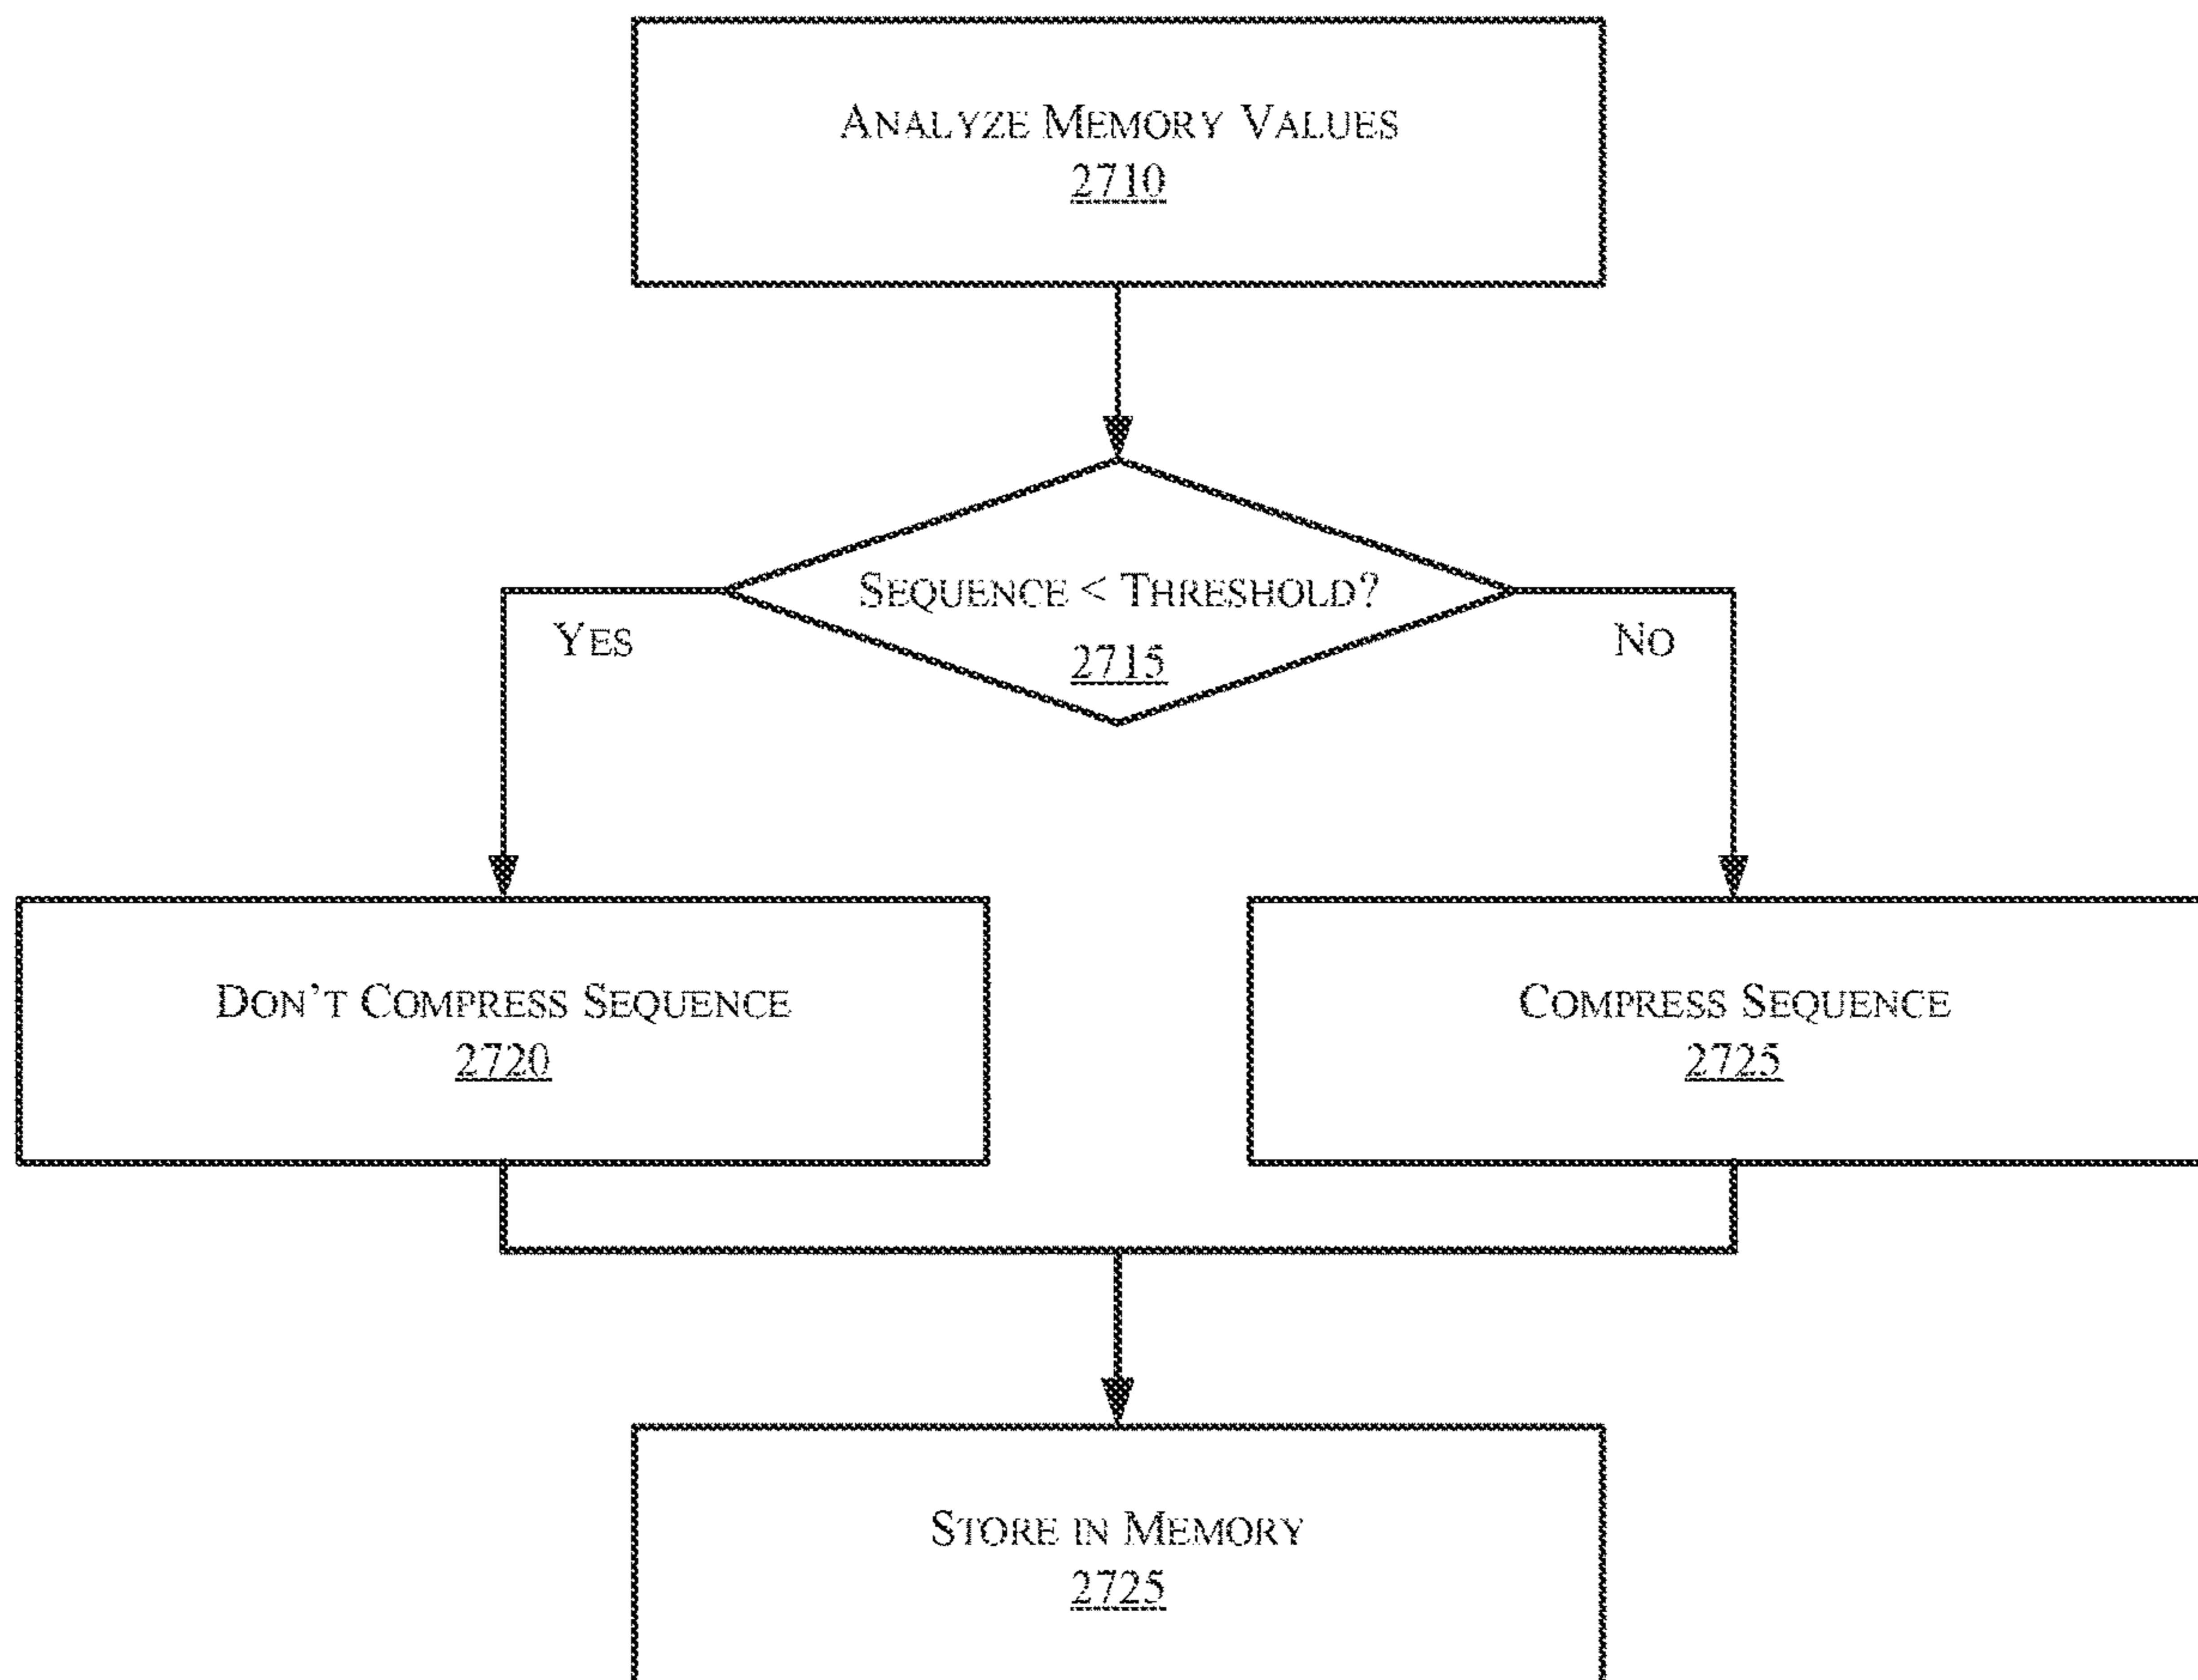 ANALYZE MEMORY VALUES
2710
SEQUENCE < THRESHOLD?
2715
YES
NO
DON'T COMPRESS SEQUENCE
2720
COMPRESS SEQUENCE
2725
STORE IN MEMORY
2725